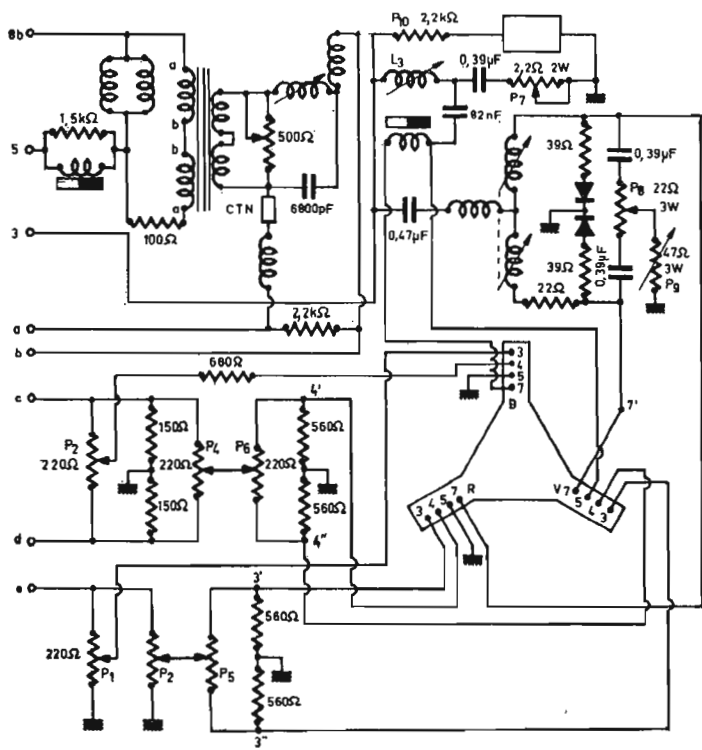 8b
P10 2,2kΩ
L3
0,39µF
2,2Ω 2W
P7
a
b
b
a
1,5kΩ
5
500Ω
82nF
39Ω
0,39µF
P8
22Ω
3W
CTN
6800pF
100Ω
3
0,47µF
47Ω
3W
P9
39Ω
0,39µF
22Ω
a
2,2kΩ
b
680Ω
3
4
5
7
B
7'
c
4'
150Ω
P4
P6
560Ω
P2
220Ω
220Ω
220Ω
150Ω
560Ω
d
4"
3 4 5 7 R
V 7 5 4 3
e
3'
560Ω
220Ω
P1
P2
P5
560Ω
3"